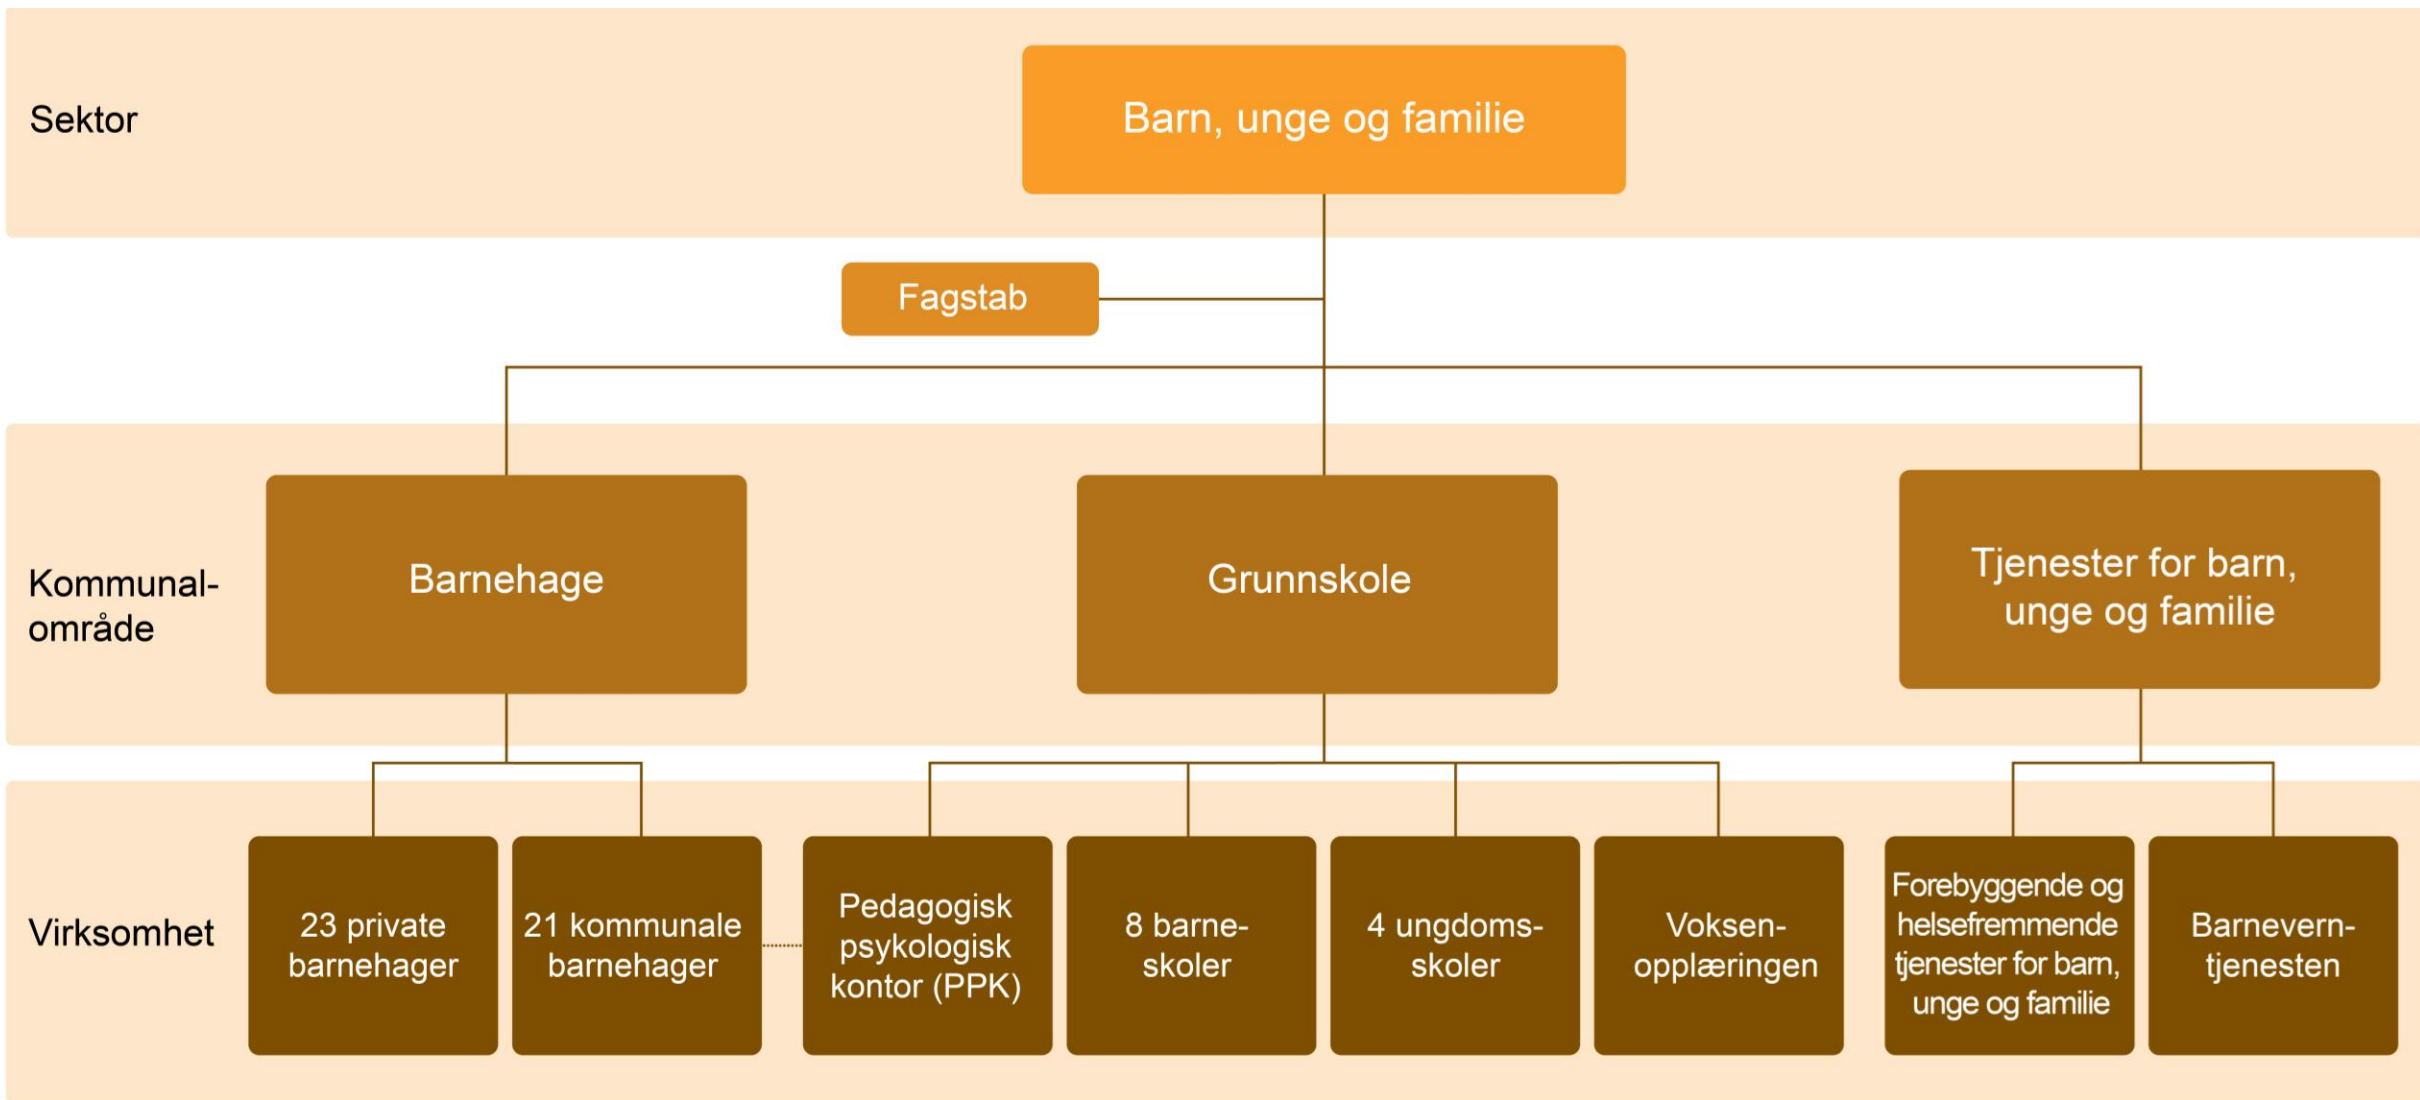 Sektor
Barn, unge og familie
Fagstab
Kommunal-
område
Barnehage
Grunnskole
Tjenester for barn,
unge og familie
Virksomhet
23 private
barnehager
21 kommunale
barnehager
Pedagogisk
psykologisk
kontor (PPK)
8 barne-
skoler
4 ungdoms-
skoler
Voksen-
opplæringen
Forebyggende og
helsefremmende
tjenester for barn,
unge og familie
Barnevern-
tjenesten